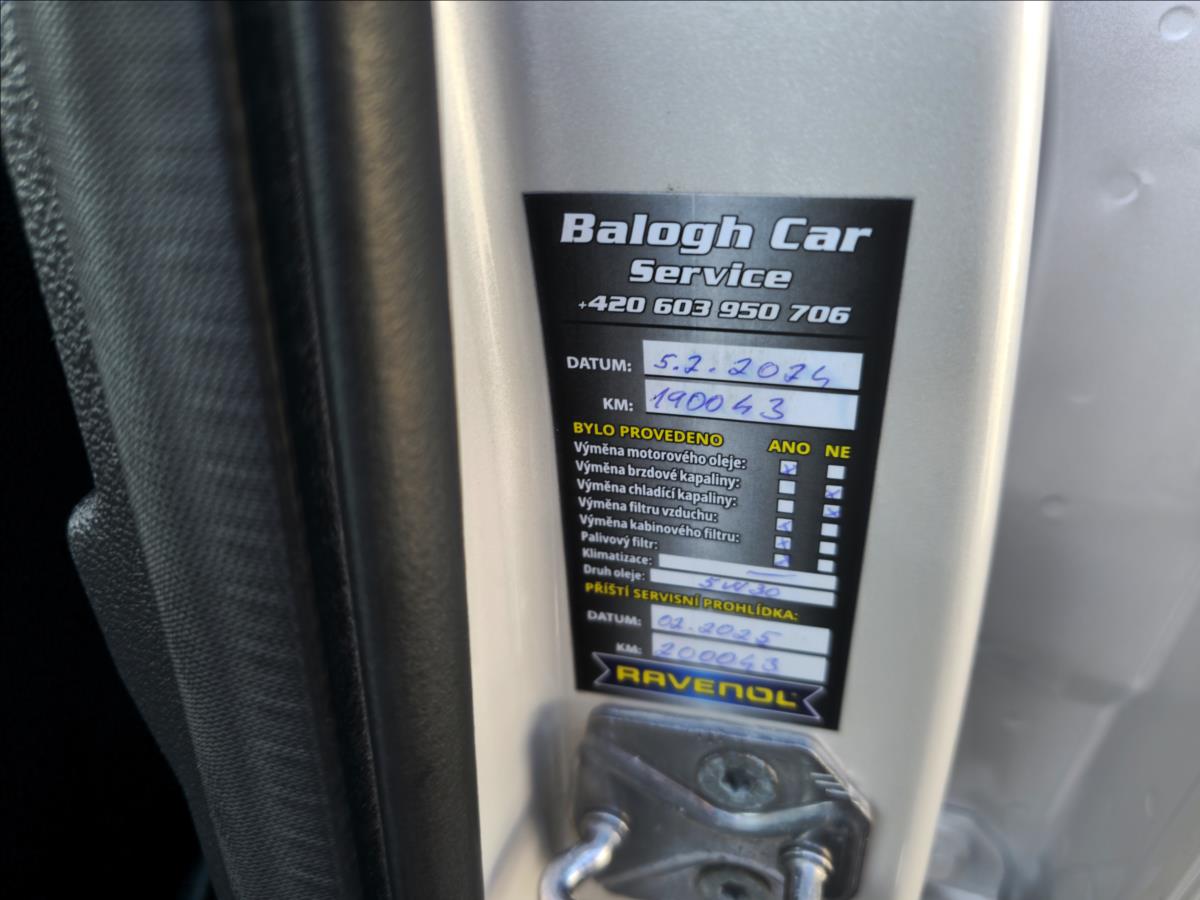 Balogh Car
Service
+420 603 950 706
DATUM: 5.2.2024
KM: 190043
BYLO PROVEDENO ANO NE
Výměna motorového oleje: x
Výměna brzdové kapaliny: x
Výměna chladící kapaliny: x
Výměna filtru vzduchu: x
Výměna kabinového filtru: x
Palivový filtr: x
Klimatizace: —
Druh oleje: 5W30
PŘÍŠTÍ SERVISNÍ PROHLÍDKA:
DATUM: 02.2025
KM: 200043
RAVENOL